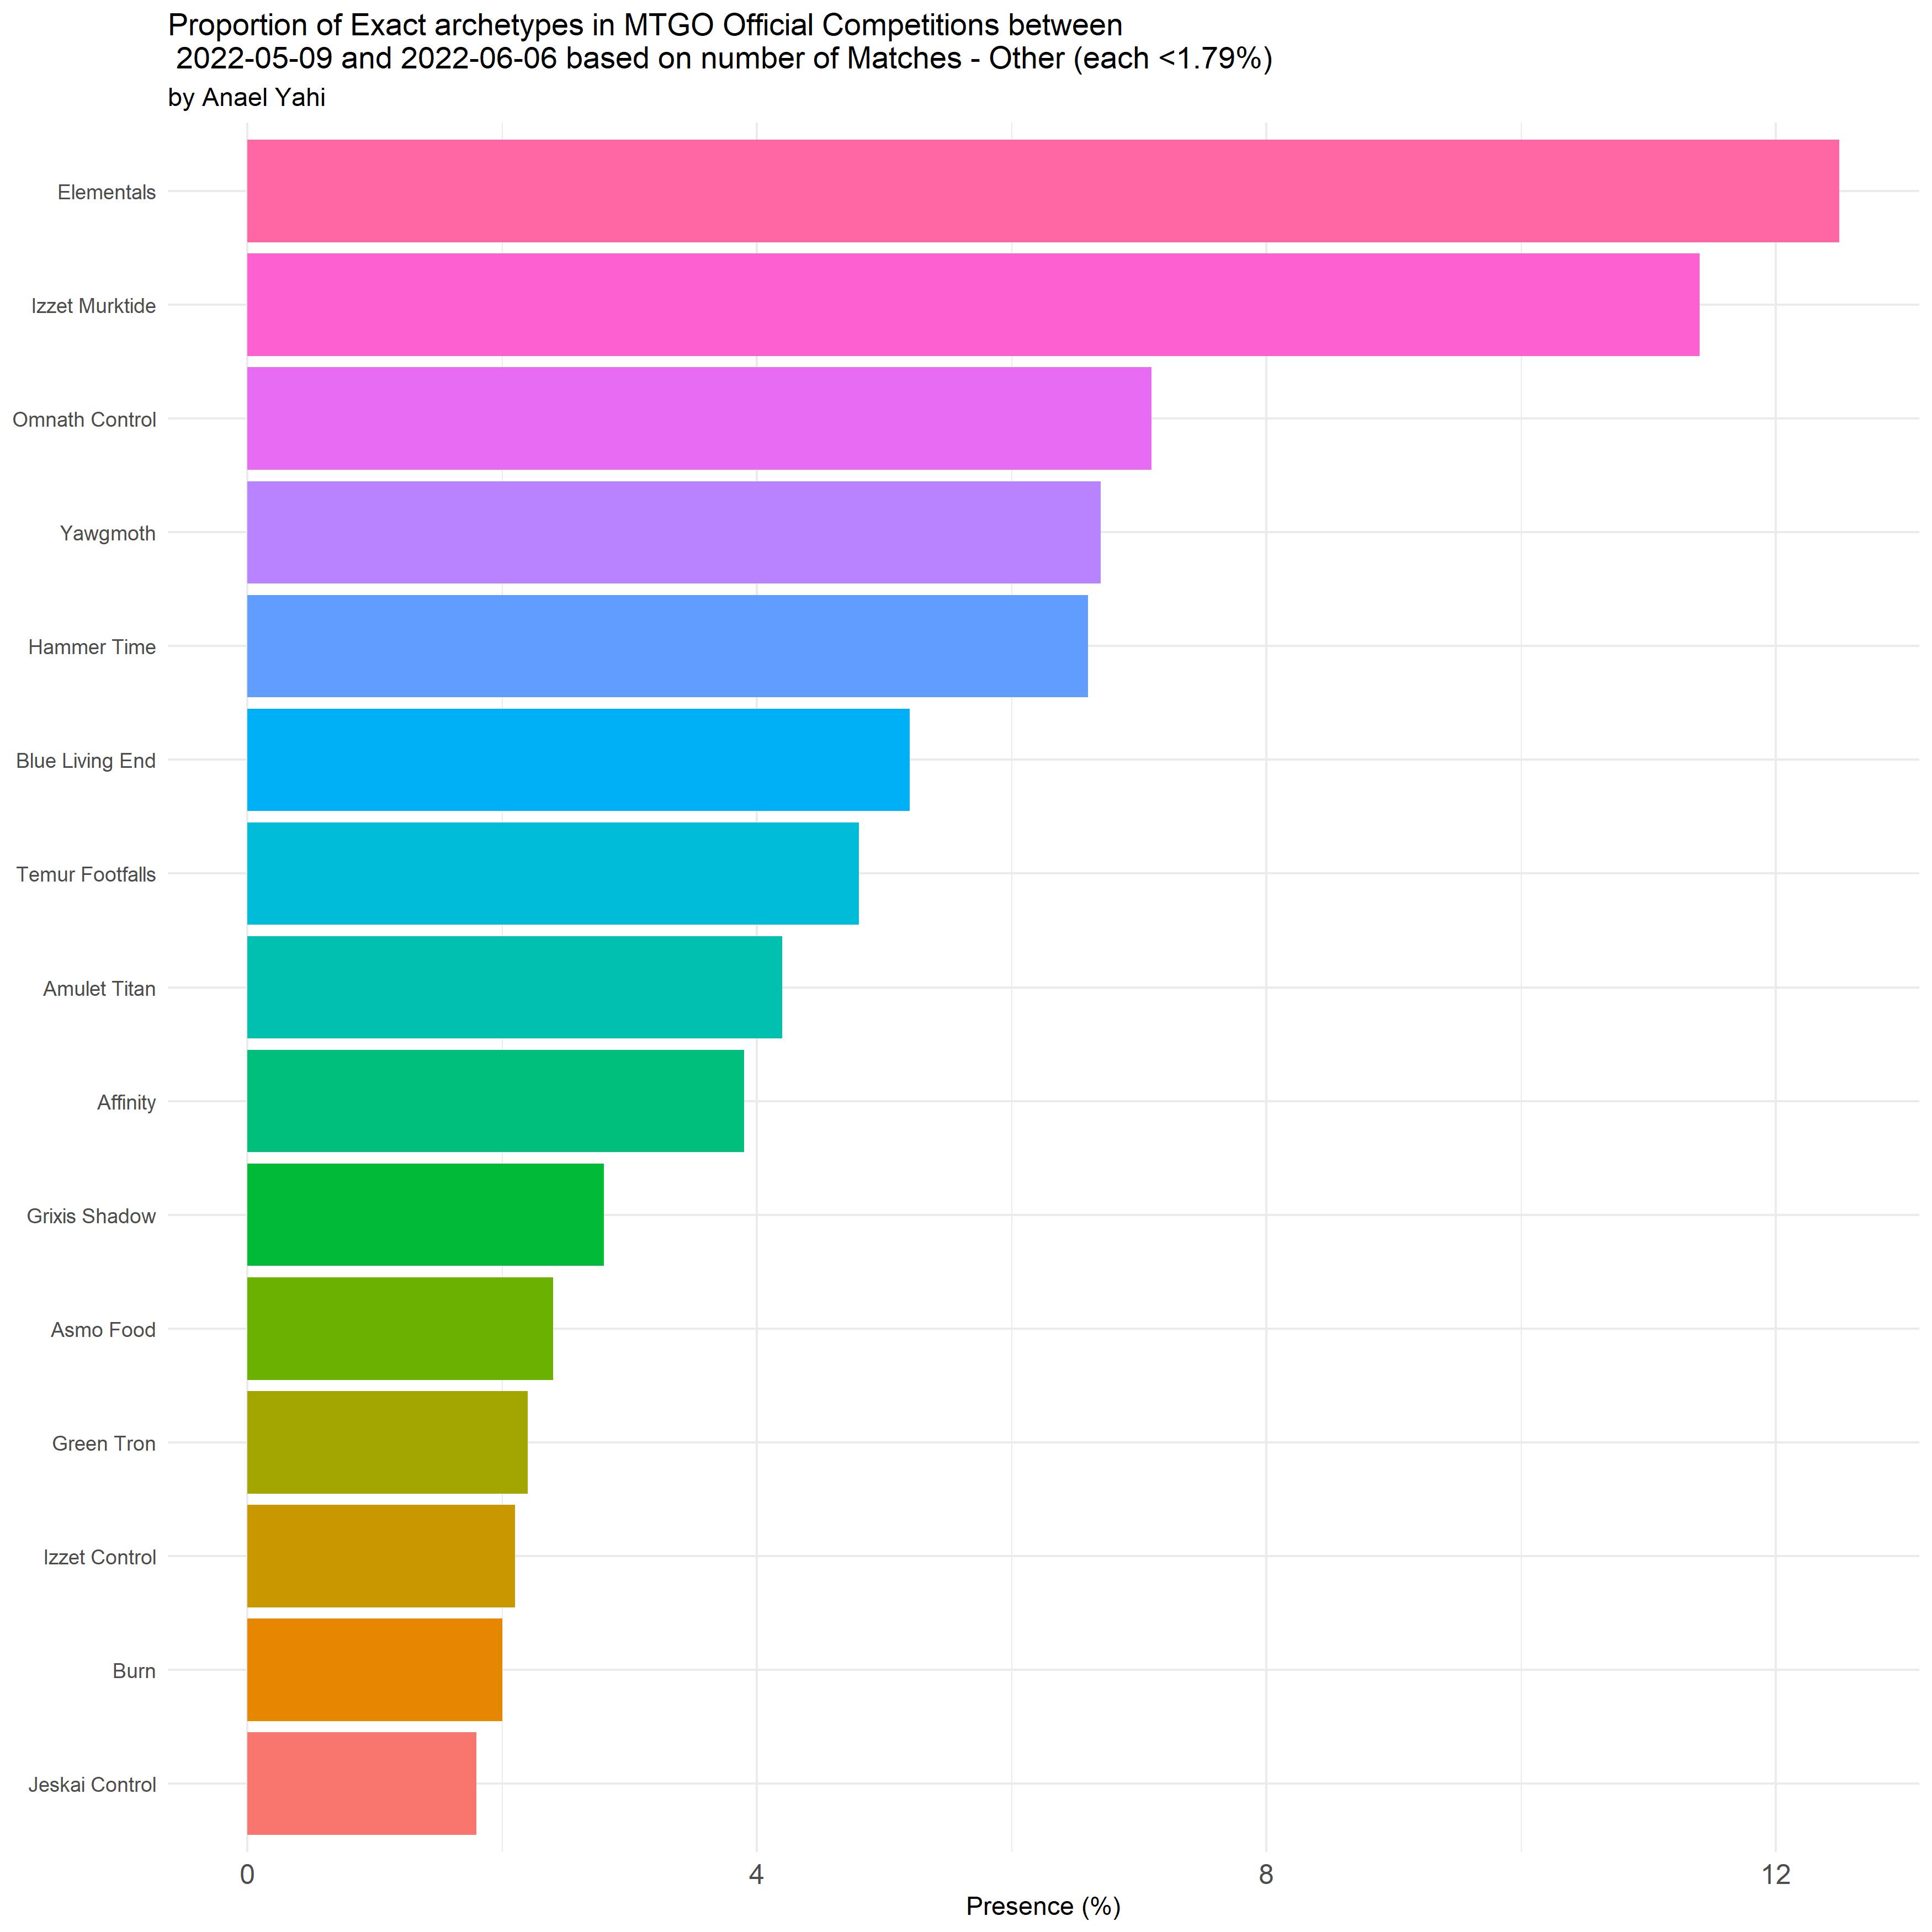 Proportion of Exact archetypes in MTGO Official Competitions between
2022-05-09 and 2022-06-06 based on number of Matches - Other (each <1.79%)
by Anael Yahi
Elementals
Izzet Murktide
Omnath Control
Yawgmoth
Hammer Time
Blue Living End
Temur Footfalls
Amulet Titan
Affinity
Grixis Shadow
Asmo Food
Green Tron
Izzet Control
Burn
Jeskai Control
0 4 8 12
Presence (%)